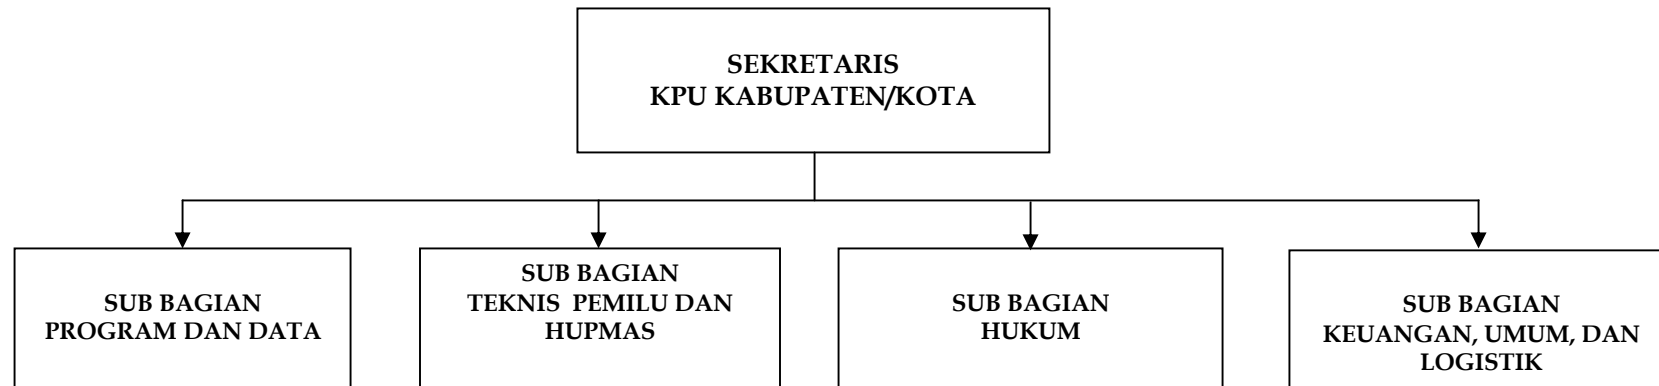 SEKRETARIS
KPU KABUPATEN/KOTA
SUB BAGIAN
PROGRAM DAN DATA
SUB BAGIAN
TEKNIS PEMILU DAN
HUPMAS
SUB BAGIAN
HUKUM
SUB BAGIAN
KEUANGAN, UMUM, DAN
LOGISTIK